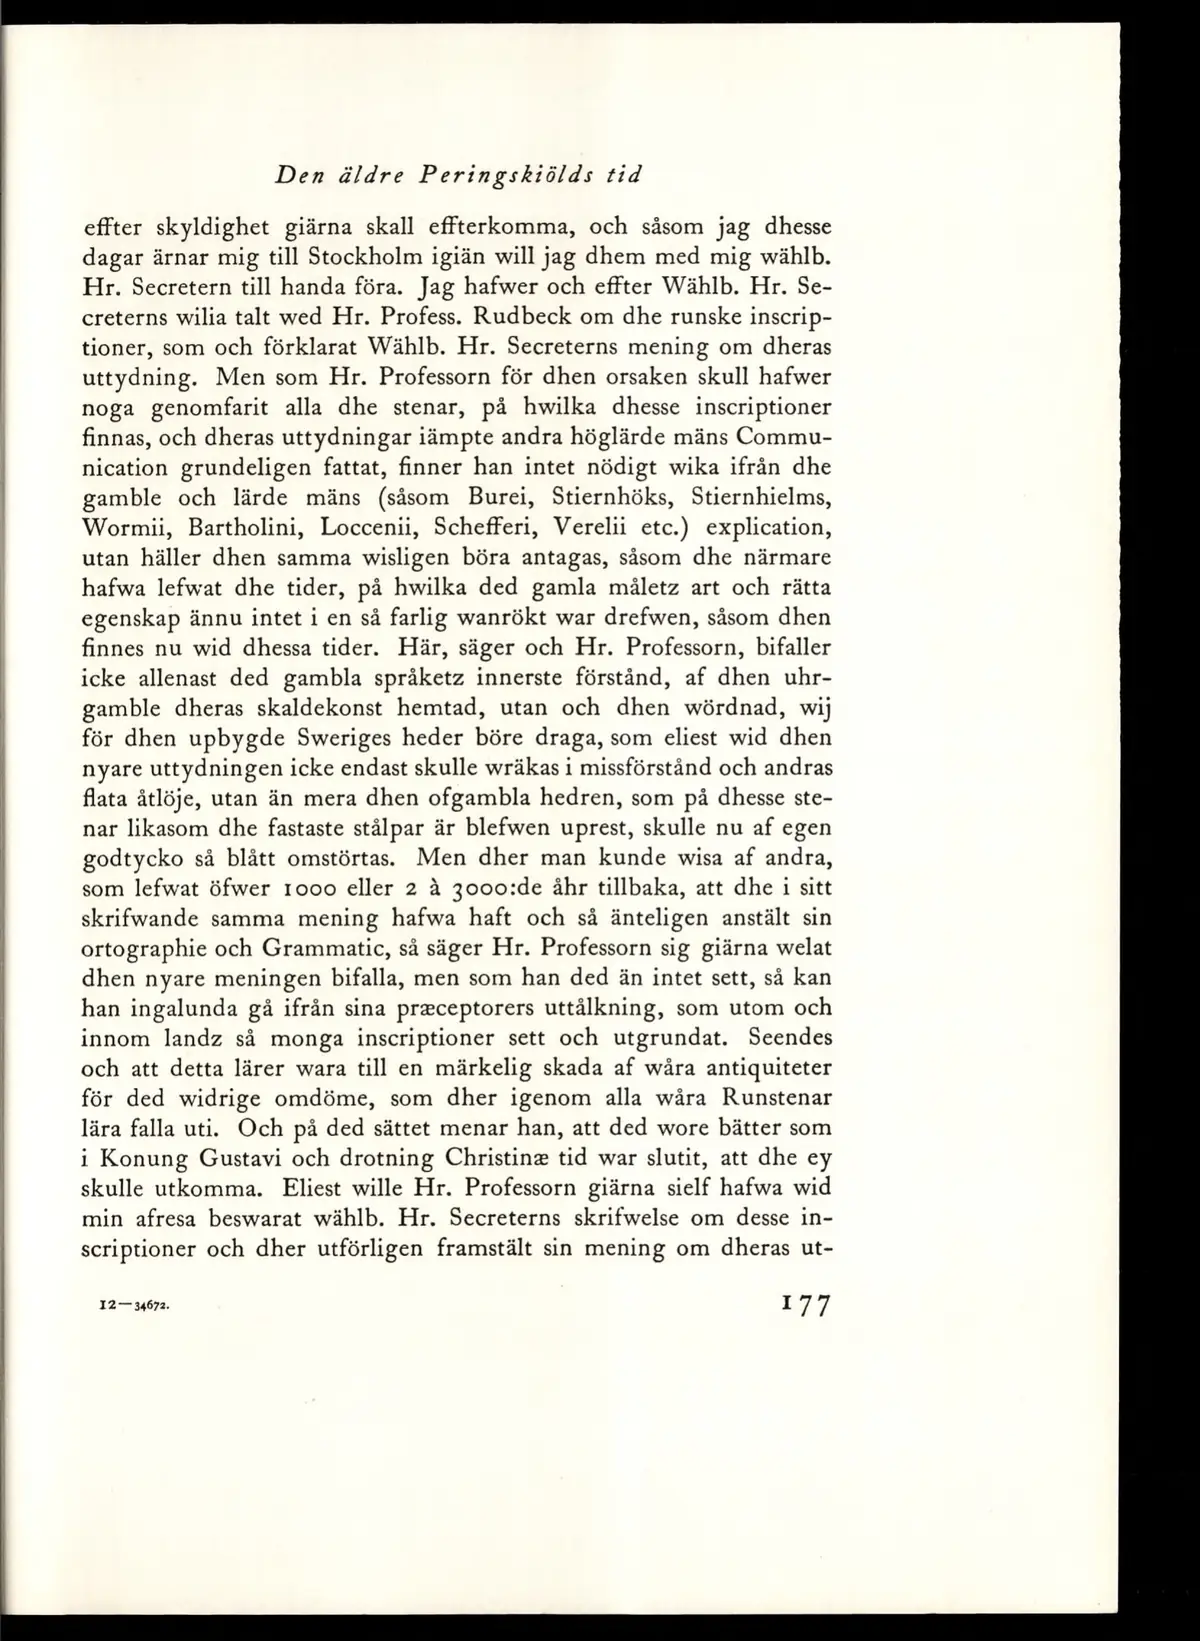 Den äldre Peringskiölds tid
effter skyldighet giärna skall effterkomma, och såsom jag dhesse
dagar ärnar mig till Stockholm igiän will jag dhem med mig wählb.
Hr. Secretern till handa föra. Jag hafwer och effter Wählb. Hr. Se-
creterns wilia talt wed Hr. Profess. Rudbeck om dhe runske inscrip-
tioner, som och förklarat Wählb. Hr. Secreterns mening om dheras
uttydning. Men som Hr. Professorn för dhen orsaken skull hafwer
noga genomfarit alla dhe stenar, på hwilka dhesse inscriptioner
finnas, och dheras uttydningar iämpte andra höglärde mäns Commu-
nication grundeligen fattat, finner han intet nödigt wika ifrån dhe
gamble och lärde mäns (såsom Burei, Stiernhöks, Stiernhielms,
Wormii, Bartholini, Loccenii, Schefferi, Verelii etc.) explication,
utan häller dhen samma wisligen böra antagas, såsom dhe närmare
hafwa lefwat dhe tider, på hwilka ded gamla måletz art och rätta
egenskap ännu intet i en så farlig wanrökt war drefwen, såsom dhen
finnes nu wid dhessa tider. Här, säger och Hr. Professorn, bifaller
icke allenast ded gambla språketz innerste förstånd, af dhen uhr-
gamble dheras skaldekonst hemtad, utan och dhen wördnad, wij
för dhen upbygde Sweriges heder böre draga, som eliest wid dhen
nyare uttydningen icke endast skulle wräkas i missförstånd och andras
flata åtlöje, utan än mera dhen ofgambla hedren, som på dhesse ste-
nar likasom dhe fastaste stålpar är blefwen uprest, skulle nu af egen
godtycko så blått omstörtas. Men dher man kunde wisa af andra,
som lefwat öfwer 1000 eller 2 à 3000:de åhr tillbaka, att dhe i sitt
skrifwande samma mening hafwa haft och så änteligen anstält sin
ortographie och Grammatic, så säger Hr. Professorn sig giärna welat
dhen nyare meningen bifalla, men som han ded än intet sett, så kan
han ingalunda gå ifrån sina præceptorers uttålkning, som utom och
innom landz så monga inscriptioner sett och utgrundat. Seendes
och att detta lärer wara till en märkelig skada af wåra antiquiteter
för ded widrige omdöme, som dher igenom alla wåra Runstenar
lära falla uti. Och på ded sättet menar han, att ded wore bätter som
i Konung Gustavi och drotning Christinæ tid war slutit, att dhe ey
skulle utkomma. Eliest wille Hr. Professorn giärna sielf hafwa wid
min afresa beswarat wählb. Hr. Secreterns skrifwelse om desse in-
scriptioner och dher utförligen framstält sin mening om dheras ut-
12—34672.
177